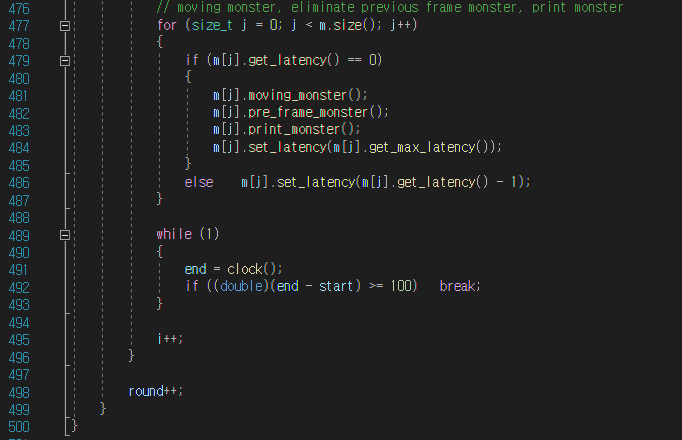 476 // moving monster, eliminate previous frame monster, print monster
477 for (size_t j = 0; j < m.size(); j++)
478 {
479 if (m[j].get_latency() == 0)
480 {
481 m[j].moving_monster();
482 m[j].pre_frame_monster();
483 m[j].print_monster();
484 m[j].set_latency(m[j].get_max_latency());
485 }
486 else m[j].set_latency(m[j].get_latency() - 1);
487 }
488
489 while (1)
490 {
491 end = clock();
492 if ((double)(end - start) >= 100) break;
493 }
494
495 i++;
496 }
497
498 round++;
499 }
500 }